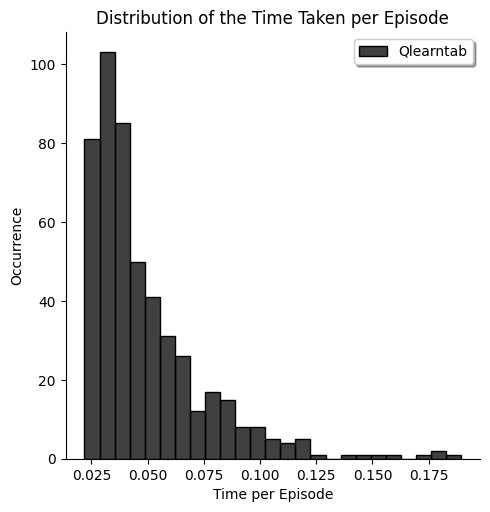 Distribution of the Time Taken per Episode
Qlearntab
100
80
60
40
20
0
Occurrence
0.025 0.050 0.075 0.100 0.125 0.150 0.175
Time per Episode